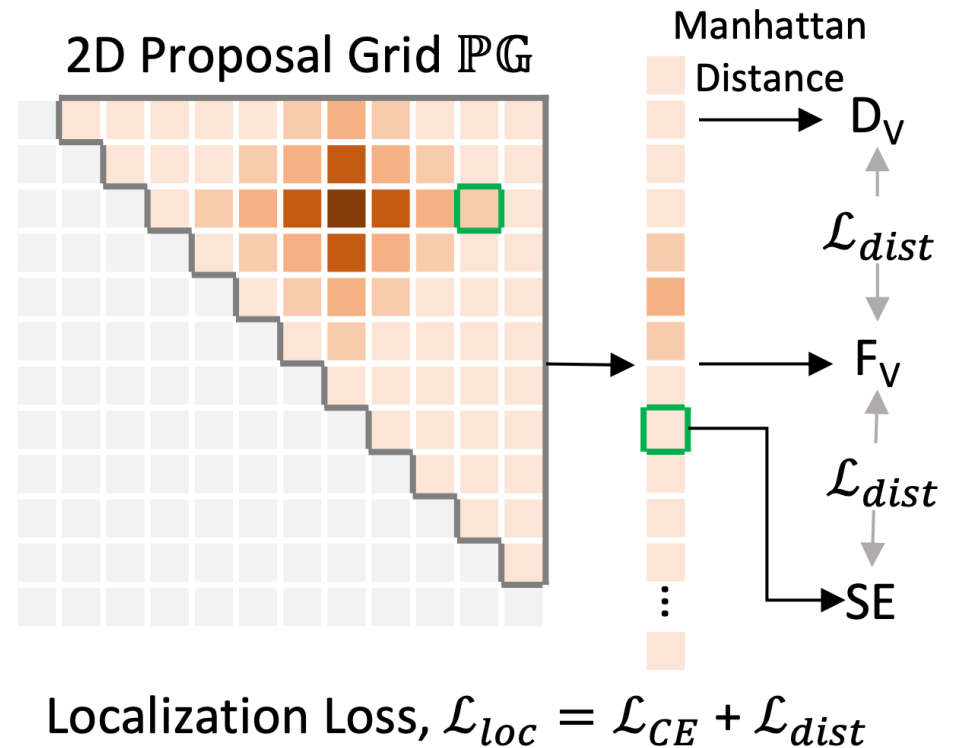 2D Proposal Grid ℙ𝔾
Manhattan
Distance
D_V
ℒ_dist
F_V
ℒ_dist
SE
⋮
Localization Loss, ℒ_loc = ℒ_CE + ℒ_dist